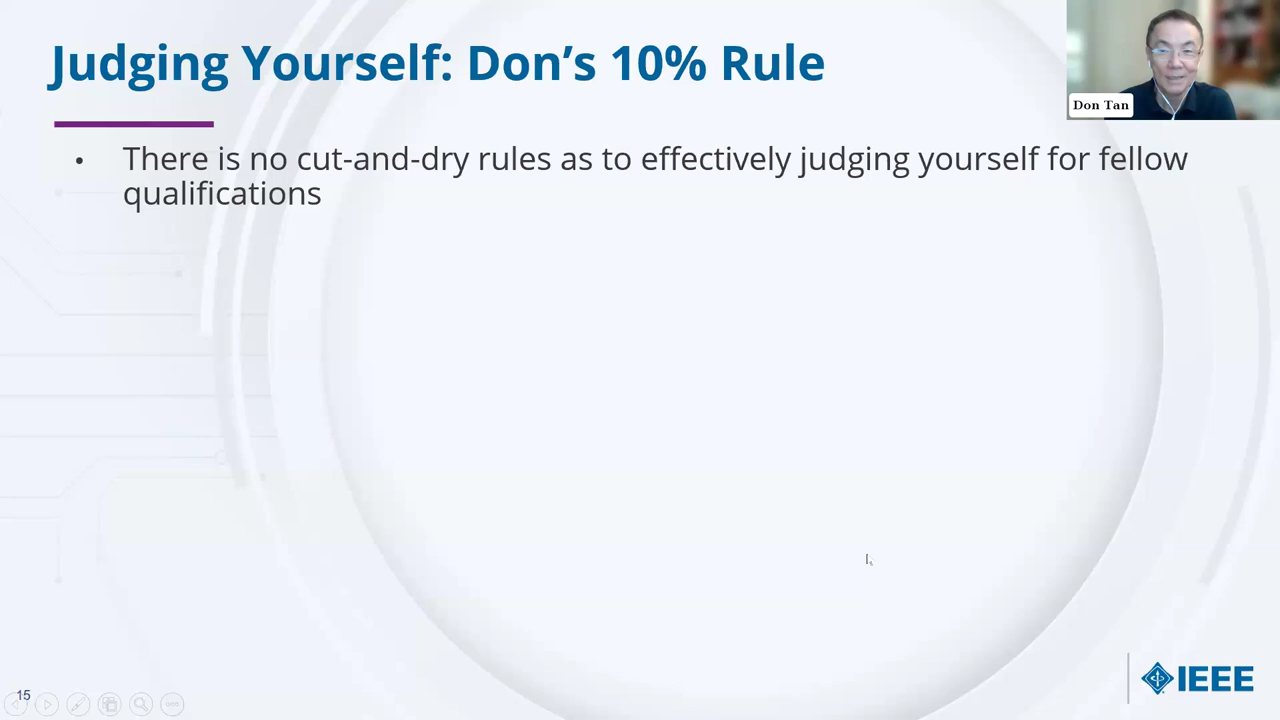 Judging Yourself: Don's 10% Rule
Don Tan
• There is no cut-and-dry rules as to effectively judging yourself for fellow
qualifications
15
IEEE